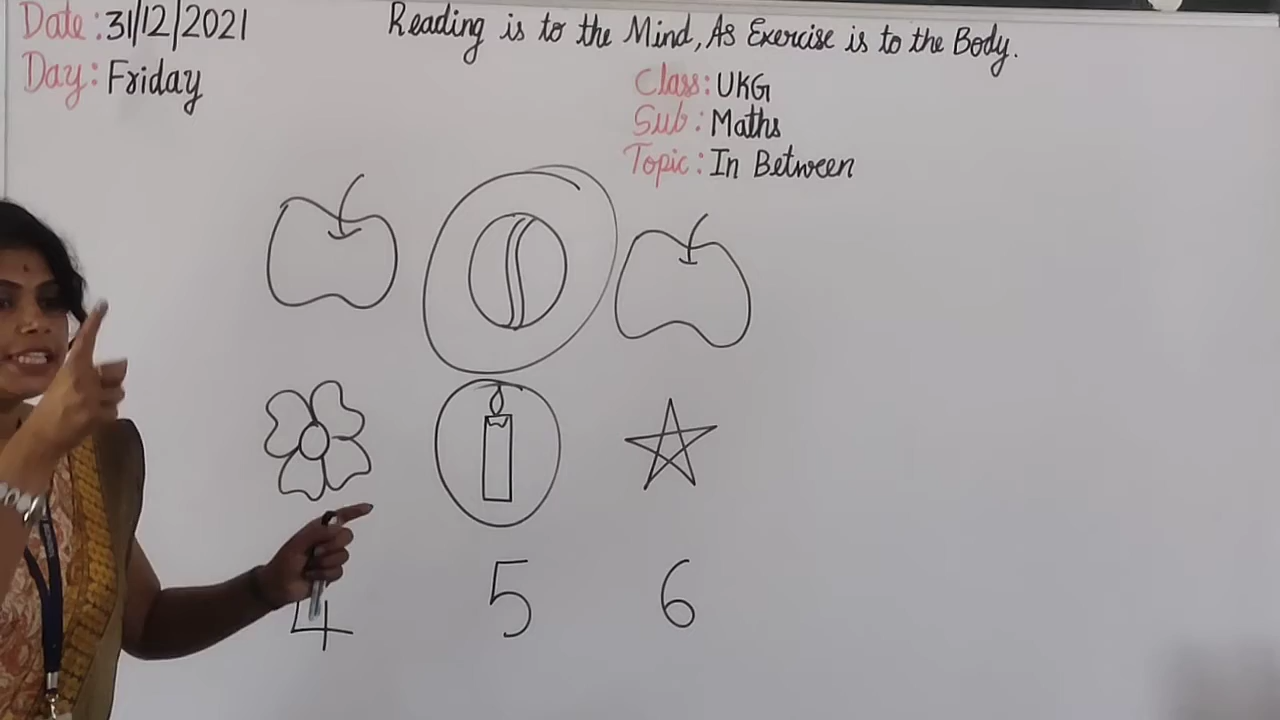 Date : 31/12/2021
Reading is to the Mind, As Exercise is to the Body.
Day : Friday
Class : UKG
Sub : Maths
Topic : In Between
4 5 6